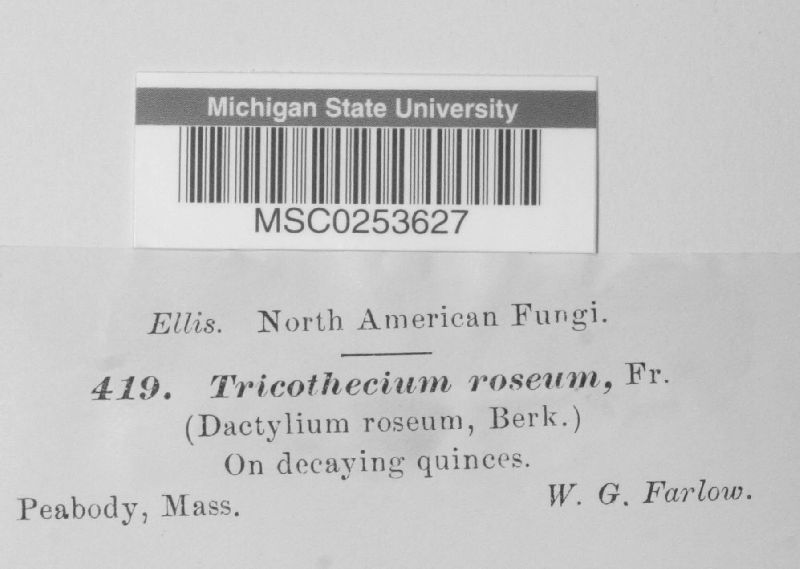 Michigan State University
MSC0253627
Ellis. North American Fungi.
419. Tricothecium roseum, Fr.
(Dactylium roseum, Berk.)
On decaying quinces.
Peabody, Mass. W. G. Farlow.